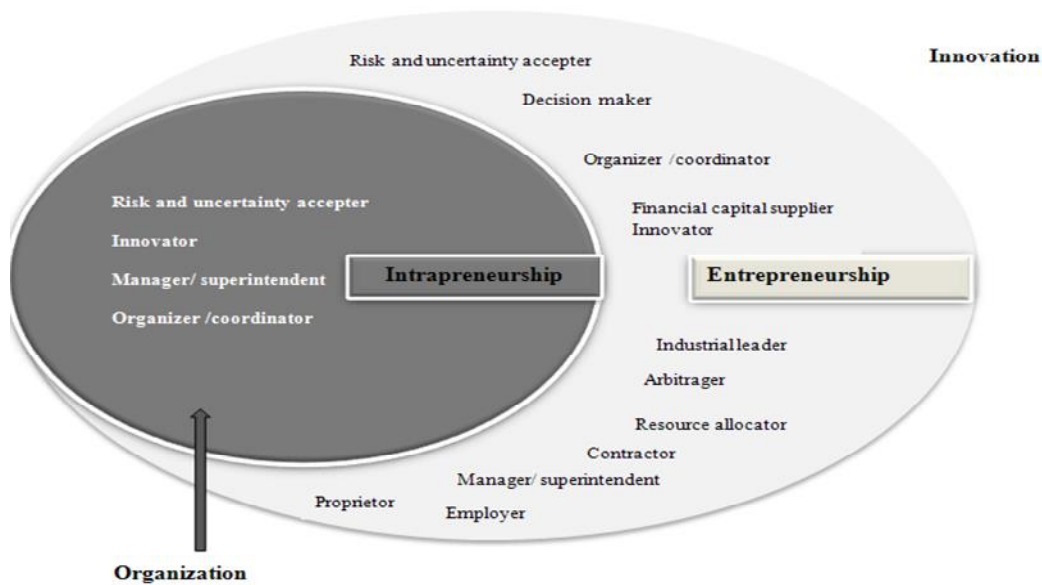 Risk and uncertainty accepter
Innovation
Decision maker
Organizer /coordinator
Financial capital supplier
Innovator
Entrepreneurship
Industrial leader
Arbitrager
Resource allocator
Contractor
Manager/ superintendent
Proprietor
Employer
Risk and uncertainty accepter
Innovator
Manager/ superintendent
Organizer /coordinator
Intrapreneurship
Organization